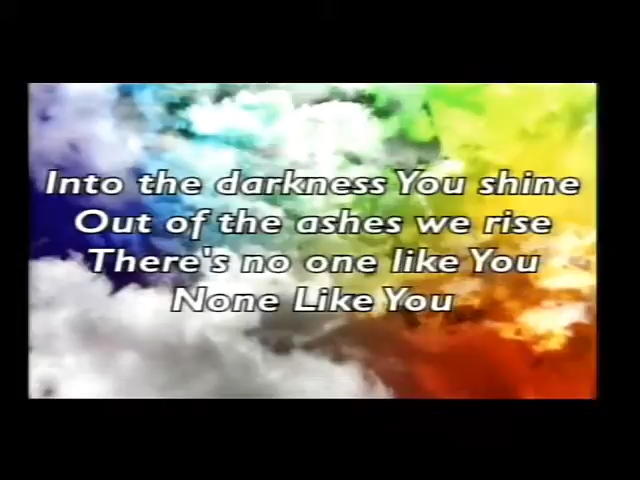 Into the darkness You shine
Out of the ashes we rise
There's no one like You
None Like You